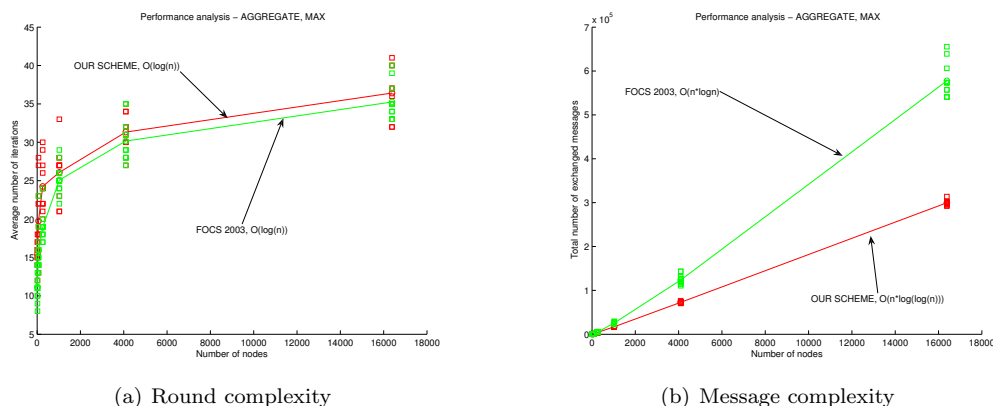 Performance analysis – AGGREGATE, MAX
45
40
35
30
25
20
15
10
5
Average number of iterations
OUR SCHEME, O(log(n))
FOCS 2003, O(log(n))
0 2000 4000 6000 8000 10000 12000 14000 16000 18000
Number of nodes
(a) Round complexity
Performance analysis – AGGREGATE, MAX
x 10^5
7
6
5
4
3
2
1
0
Total number of exchanged messages
FOCS 2003, O(n*logn)
OUR SCHEME, O(n*log(log(n)))
0 2000 4000 6000 8000 10000 12000 14000 16000 18000
Number of nodes
(b) Message complexity